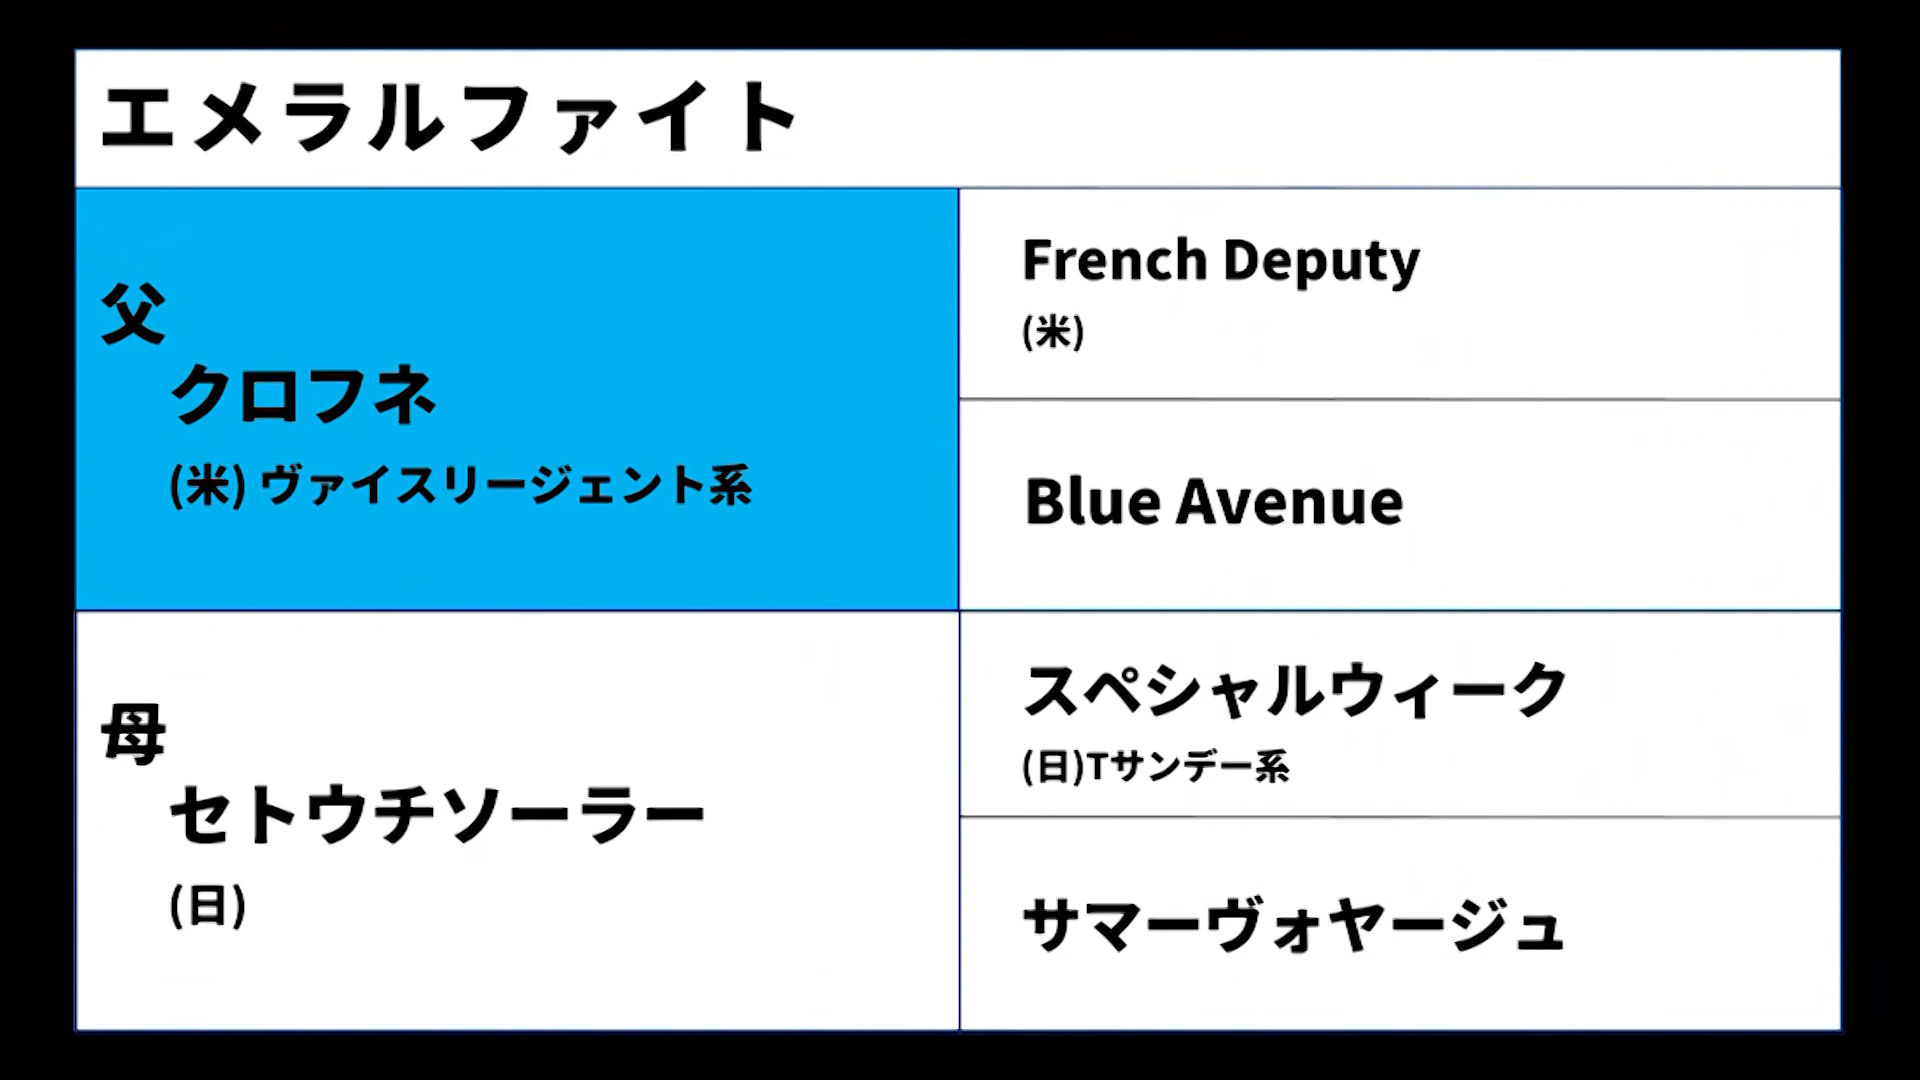 エメラルファイト
父
クロフネ
(米) ヴァイスリージェント系
French Deputy
(米)
Blue Avenue
母
セトウチソーラー
(日)
スペシャルウィーク
(日)Tサンデー系
サマーヴォヤージュ